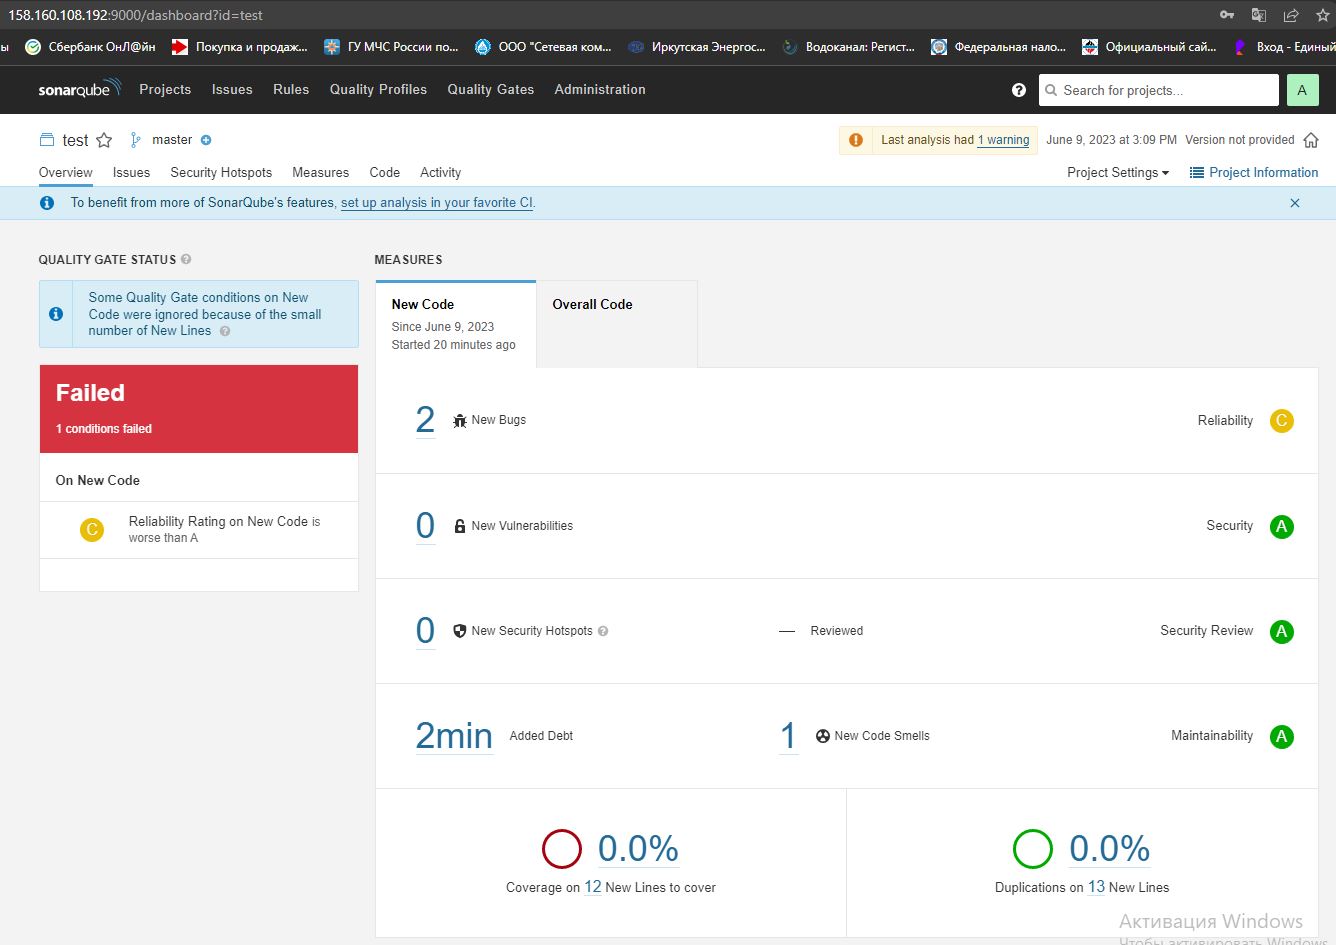 158.160.108.192:9000/dashboard?id=test
ы Сбербанк ОнЛ@йн Покупка и продаж... ГУ МЧС России по... ООО "Сетевая ком... Иркутская Энергос... Водоканал: Регист... Федеральная нало... Официальный сай... Вход - Единый
sonarqube Projects Issues Rules Quality Profiles Quality Gates Administration Search for projects... A
test master Last analysis had 1 warning June 9, 2023 at 3:09 PM Version not provided
Overview Issues Security Hotspots Measures Code Activity Project Settings Project Information
To benefit from more of SonarQube's features, set up analysis in your favorite CI.
QUALITY GATE STATUS
Some Quality Gate conditions on New
Code were ignored because of the small
number of New Lines
Failed
1 conditions failed
On New Code
C Reliability Rating on New Code is
worse than A
MEASURES
New Code
Since June 9, 2023
Started 20 minutes ago
Overall Code
2 New Bugs Reliability C
0 New Vulnerabilities Security A
0 New Security Hotspots — Reviewed Security Review A
2min Added Debt 1 New Code Smells Maintainability A
0.0%
Coverage on 12 New Lines to cover
0.0%
Duplications on 13 New Lines
Активация Windows
Чтобы активировать Windows